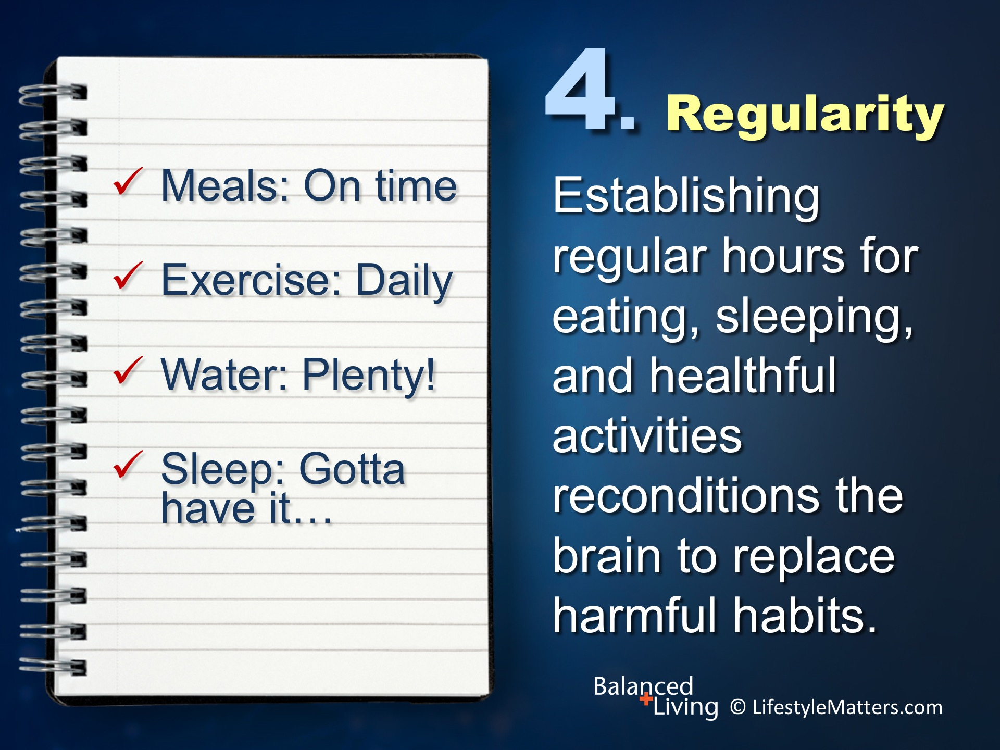 Meals: On time
Exercise: Daily
Water: Plenty!
Sleep: Gotta
have it…
4. Regularity
Establishing
regular hours for
eating, sleeping,
and healthful
activities
reconditions the
brain to replace
harmful habits.
Balanced
Living © LifestyleMatters.com